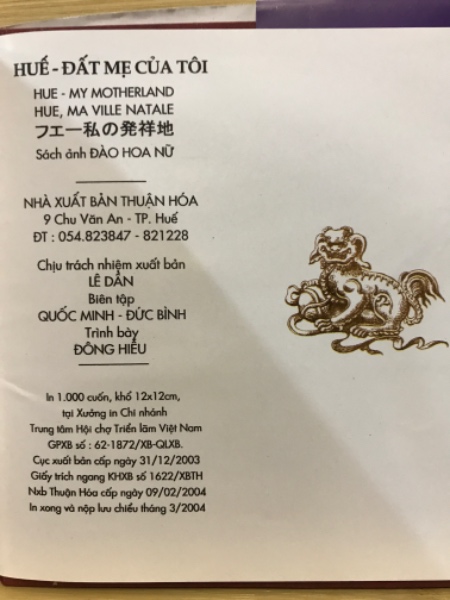 HUẾ - ĐẤT MẸ CỦA TÔI
HUE - MY MOTHERLAND
HUE, MA VILLE NATALE
フエー私の発祥地
Sách ảnh ĐÀO HOA NỮ
NHÀ XUẤT BẢN THUẬN HÓA
9 Chu Văn An - TP. Huế
ĐT : 054.823847 - 821228
Chịu trách nhiệm xuất bản
LÊ DẦN
Biên tập
QUỐC MINH - ĐỨC BÌNH
Trình bày
ĐÔNG HIẾU
In 1.000 cuốn, khổ 12x12cm,
tại Xưởng in Chi nhánh
Trung tâm Hội chợ Triển lãm Việt Nam
GPXB số : 62-1872/XB-QLXB.
Cục xuất bản cấp ngày 31/12/2003
Giấy trích ngang KHXB số 1622/XBTH
Nxb Thuận Hóa cấp ngày 09/02/2004
In xong và nộp lưu chiểu tháng 3/2004